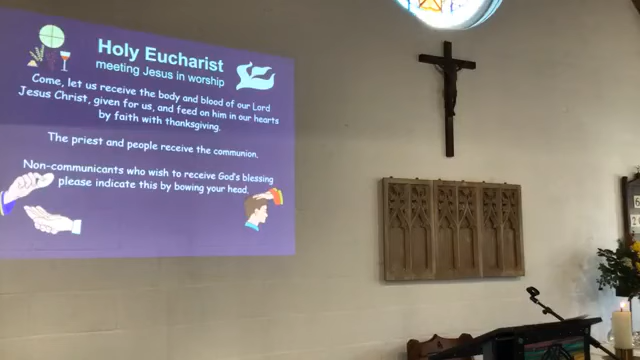 Holy Eucharist
meeting Jesus in worship
Come, let us receive the body and blood of our Lord
Jesus Christ, given for us, and feed on him in our hearts
by faith with thanksgiving.
The priest and people receive the communion.
Non-communicants who wish to receive God's blessing
please indicate this by bowing your head.